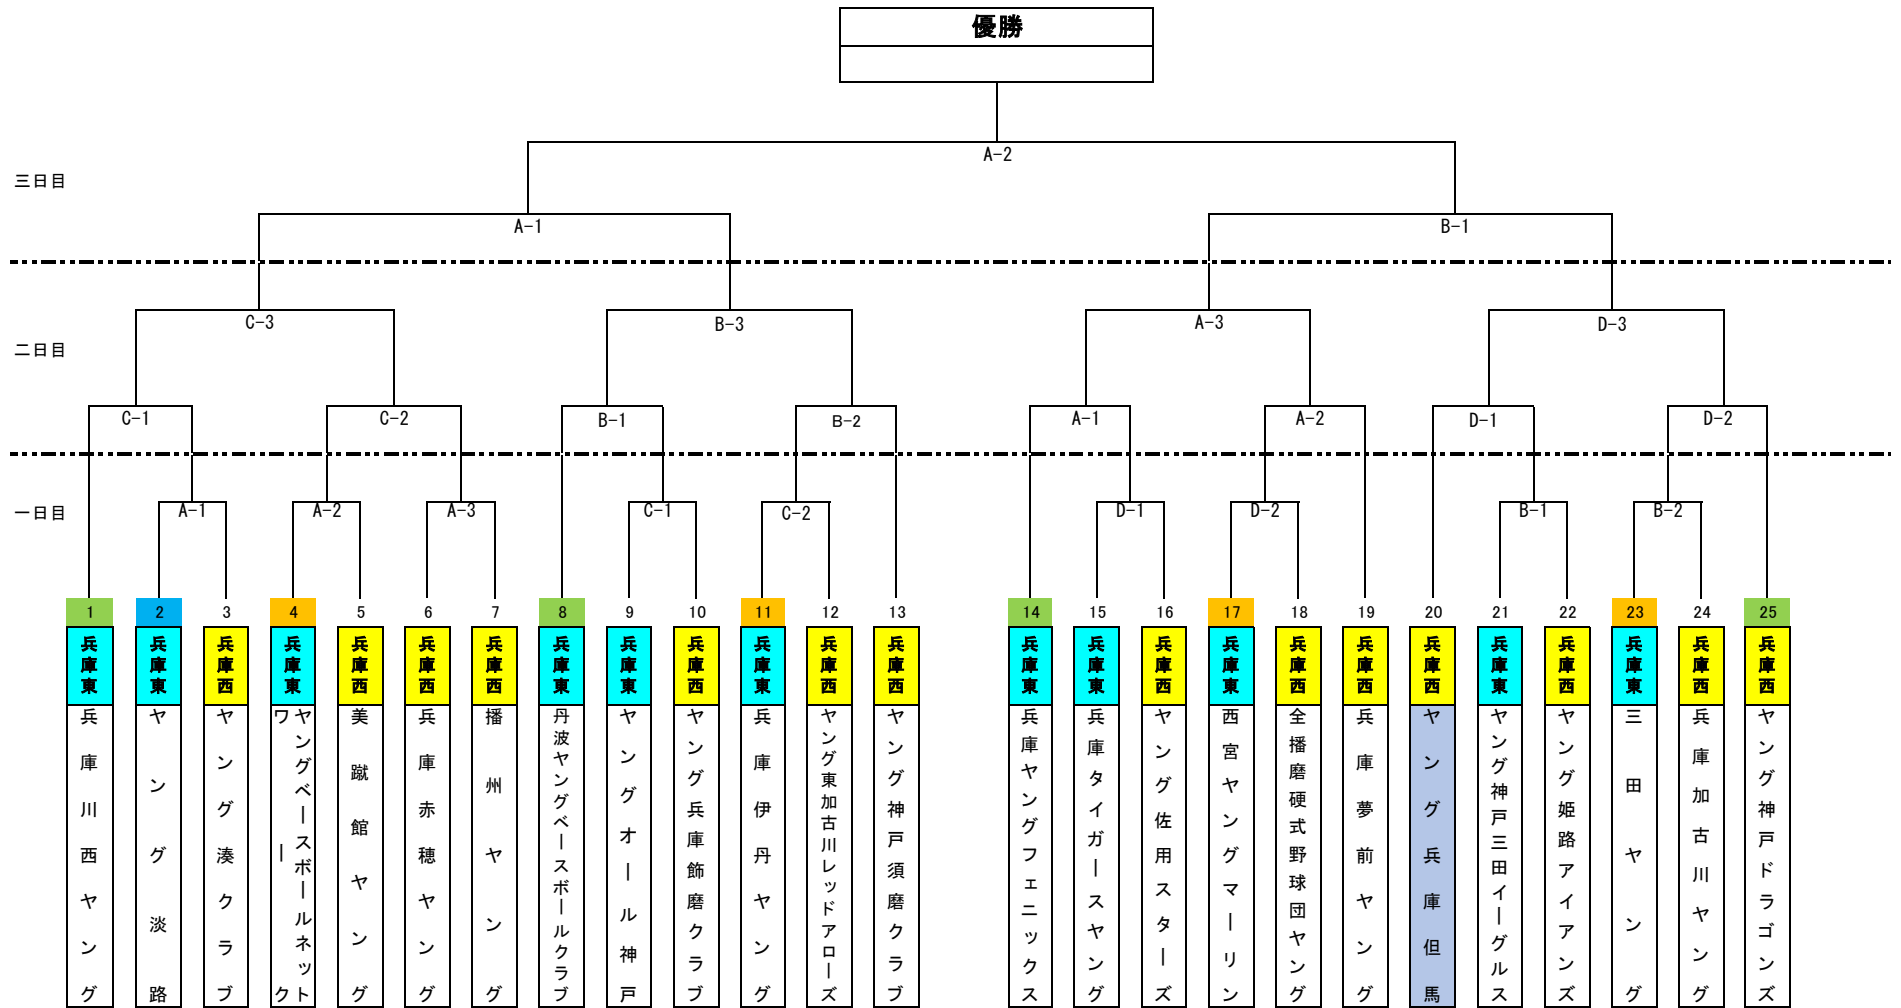 優勝
A-2
三日目
A-1
B-1
C-3
B-3
A-3
D-3
二日目
C-1
C-2
B-1
B-2
A-1
A-2
D-1
D-2
一日目
A-1
A-2
A-3
C-1
C-2
D-1
D-2
B-1
B-2
1
兵庫東
兵庫川西ヤング
2
兵庫東
ヤング淡路
3
兵庫西
ヤング湊クラブ
4
兵庫東
ヤングベースボールネットワーク
5
兵庫西
美蹴館ヤング
6
兵庫西
兵庫赤穂ヤング
7
兵庫西
播州ヤング
8
兵庫東
丹波ヤングベースボールクラブ
9
兵庫東
ヤングオール神戸
10
兵庫西
ヤング兵庫飾磨クラブ
11
兵庫東
兵庫伊丹ヤング
12
兵庫西
ヤング東加古川レッドアローズ
13
兵庫西
ヤング神戸須磨クラブ
14
兵庫東
兵庫ヤングフェニックス
15
兵庫東
兵庫タイガースヤング
16
兵庫西
ヤング佐用スターズ
17
兵庫東
西宮ヤングマーリン
18
兵庫西
全播磨硬式野球団ヤング
19
兵庫西
兵庫夢前ヤング
20
兵庫西
ヤング兵庫但馬
21
兵庫東
ヤング神戸三田イーグルス
22
兵庫西
ヤング姫路アイアンズ
23
兵庫東
三田ヤング
24
兵庫西
兵庫加古川ヤング
25
兵庫西
ヤング神戸ドラゴンズ